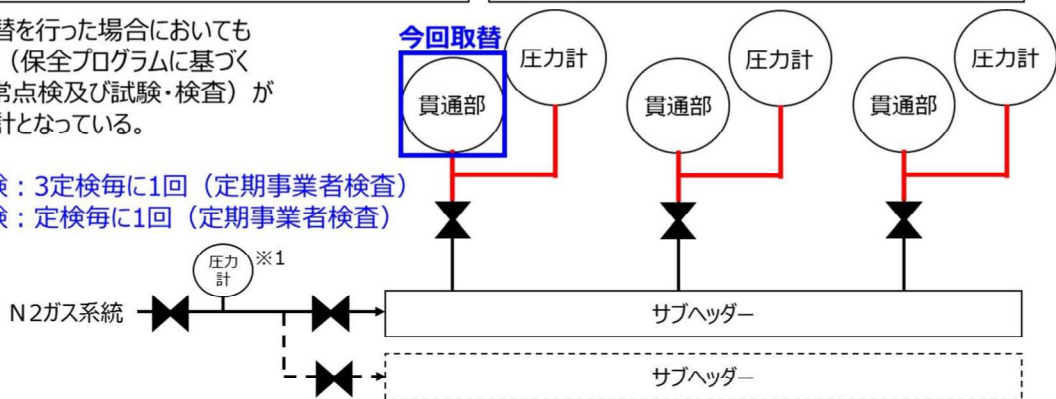 替を行った場合においても
（保全プログラムに基づく
常点検及び試験・検査）が
計となっている。
検：3定検毎に1回（定期事業者検査）
検：定検毎に1回（定期事業者検査）
今回取替
貫通部
圧力計
貫通部
圧力計
貫通部
圧力計
圧力
計
※1
N2ガス系統
サブヘッダー
サブヘッダー